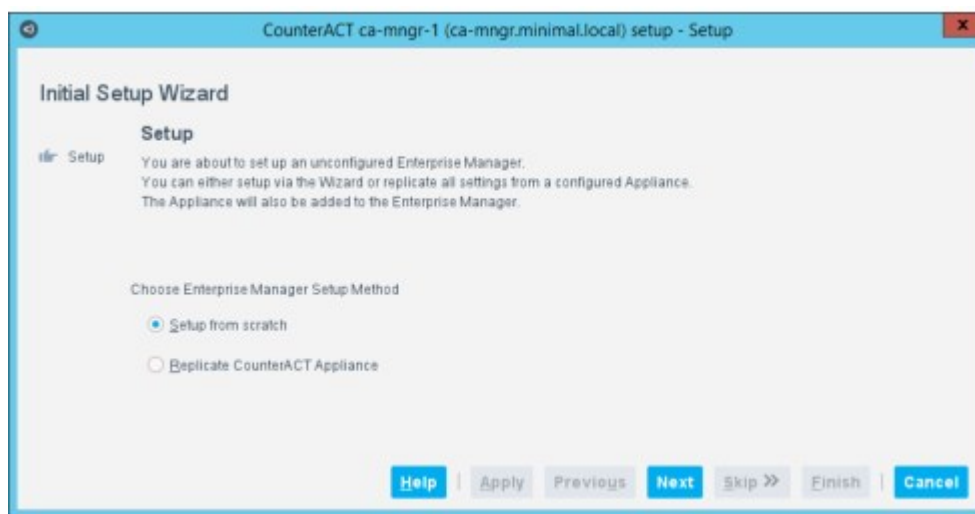 CounterACT ca-mngr-1 (ca-mngr.minimal.local) setup - Setup
x
Initial Setup Wizard
Setup
Setup
You are about to set up an unconfigured Enterprise Manager.
You can either setup via the Wizard or replicate all settings from a configured Appliance.
The Appliance will also be added to the Enterprise Manager.
Choose Enterprise Manager Setup Method
Setup from scratch
Replicate CounterACT Appliance
Help | Apply Previous Next Skip >> Finish | Cancel